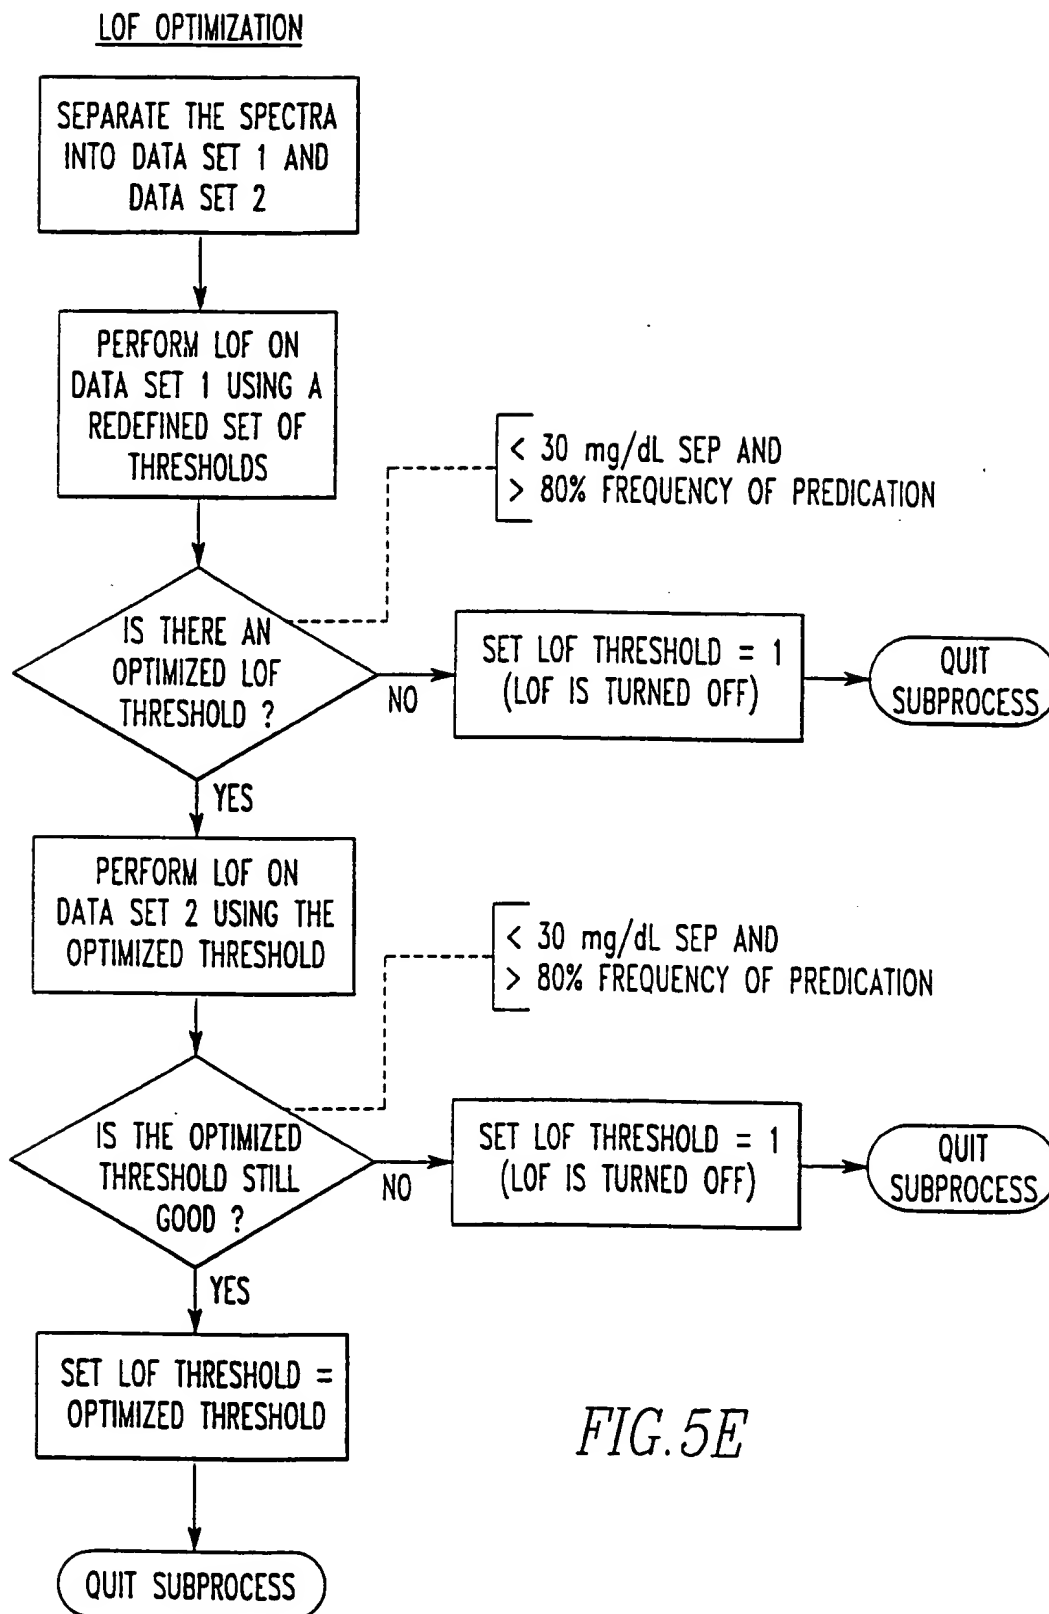 LOF OPTIMIZATION
SEPARATE THE SPECTRA
INTO DATA SET 1 AND
DATA SET 2
PERFORM LOF ON
DATA SET 1 USING A
REDEFINED SET OF
THRESHOLDS
< 30 mg/dL SEP AND
> 80% FREQUENCY OF PREDICATION
IS THERE AN
OPTIMIZED LOF
THRESHOLD ?
NO
SET LOF THRESHOLD = 1
(LOF IS TURNED OFF)
QUIT
SUBPROCESS
YES
PERFORM LOF ON
DATA SET 2 USING THE
OPTIMIZED THRESHOLD
< 30 mg/dL SEP AND
> 80% FREQUENCY OF PREDICATION
IS THE OPTIMIZED
THRESHOLD STILL
GOOD ?
NO
SET LOF THRESHOLD = 1
(LOF IS TURNED OFF)
QUIT
SUBPROCESS
YES
SET LOF THRESHOLD =
OPTIMIZED THRESHOLD
QUIT SUBPROCESS
FIG.5E